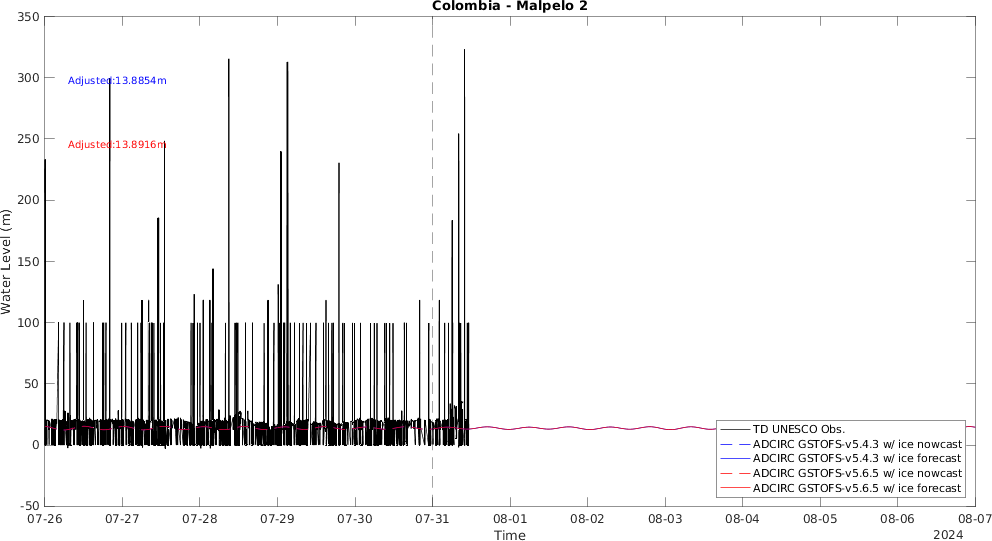 Colombia - Malpelo 2
350
300
250
200
150
100
50
0
-50
Water Level (m)
Adjusted:13.8854m
Adjusted:13.8916m
TD UNESCO Obs.
ADCIRC GSTOFS-v5.4.3 w/ ice nowcast
ADCIRC GSTOFS-v5.4.3 w/ ice forecast
ADCIRC GSTOFS-v5.6.5 w/ ice nowcast
ADCIRC GSTOFS-v5.6.5 w/ ice forecast
07-26 07-27 07-28 07-29 07-30 07-31 08-01 08-02 08-03 08-04 08-05 08-06 08-07
Time
2024